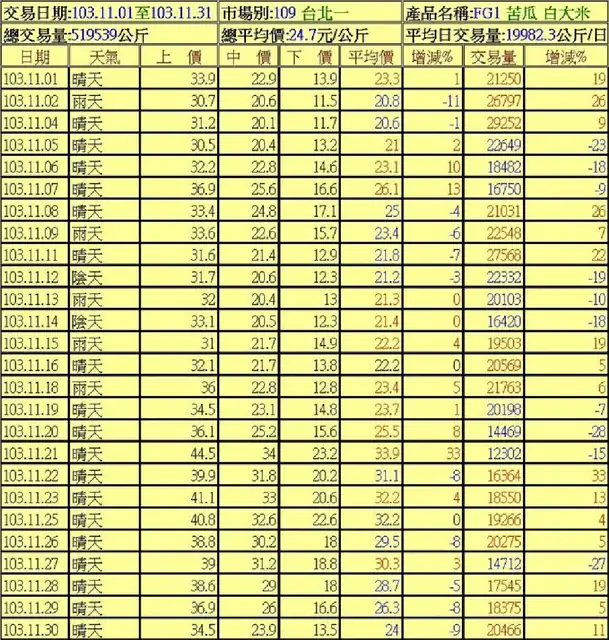 交易日期:103.11.01至103.11.31 市場別:109 台北一 產品名稱:FG1 苦瓜 白大米
總交易量:519539公斤 總平均價:24.7元/公斤 平均日交易量:19982.3公斤/日
日期 天氣 上 價 中 價 下 價 平均價 增減% 交易量 增減%
103.11.01 晴天 33.9 22.9 13.9 23.3 1 21250 19
103.11.02 雨天 30.7 20.6 11.5 20.8 -11 26797 26
103.11.04 晴天 31.2 20.1 11.7 20.6 -1 29252 9
103.11.05 晴天 30.5 20.4 13.2 21 2 22649 -23
103.11.06 晴天 32.2 22.8 14.6 23.1 10 18482 -18
103.11.07 晴天 36.9 25.6 16.6 26.1 13 16750 -9
103.11.08 晴天 33.4 24.8 17.1 25 -4 21031 26
103.11.09 雨天 33.6 22.6 15.7 23.4 -6 22548 7
103.11.11 晴天 31.6 21.4 12.9 21.8 -7 27568 22
103.11.12 陰天 31.7 20.6 12.3 21.2 -3 22332 -19
103.11.13 雨天 32 20.4 13 21.3 0 20103 -10
103.11.14 陰天 33.1 20.5 12.3 21.4 0 16420 -18
103.11.15 雨天 31 21.7 14.9 22.2 4 19503 19
103.11.16 晴天 32.1 21.7 13.8 22.2 0 20569 5
103.11.18 雨天 36 22.8 12.8 23.4 5 21763 6
103.11.19 晴天 34.5 23.1 14.8 23.7 1 20198 -7
103.11.20 晴天 36.1 25.2 15.6 25.5 8 14469 -28
103.11.21 晴天 44.5 34 23.2 33.9 33 12302 -15
103.11.22 晴天 39.9 31.8 20.2 31.1 -8 16364 33
103.11.23 晴天 41.1 33 20.6 32.2 4 18550 13
103.11.25 晴天 40.8 32.6 22.6 32.2 0 19266 4
103.11.26 晴天 38.8 30.2 18 29.5 -8 20275 5
103.11.27 晴天 39 31.2 18.8 30.3 3 14712 -27
103.11.28 晴天 38.6 29 18 28.7 -5 17545 19
103.11.29 晴天 36.9 26 16.6 26.3 -8 18375 5
103.11.30 晴天 34.5 23.9 13.5 24 -9 20466 11